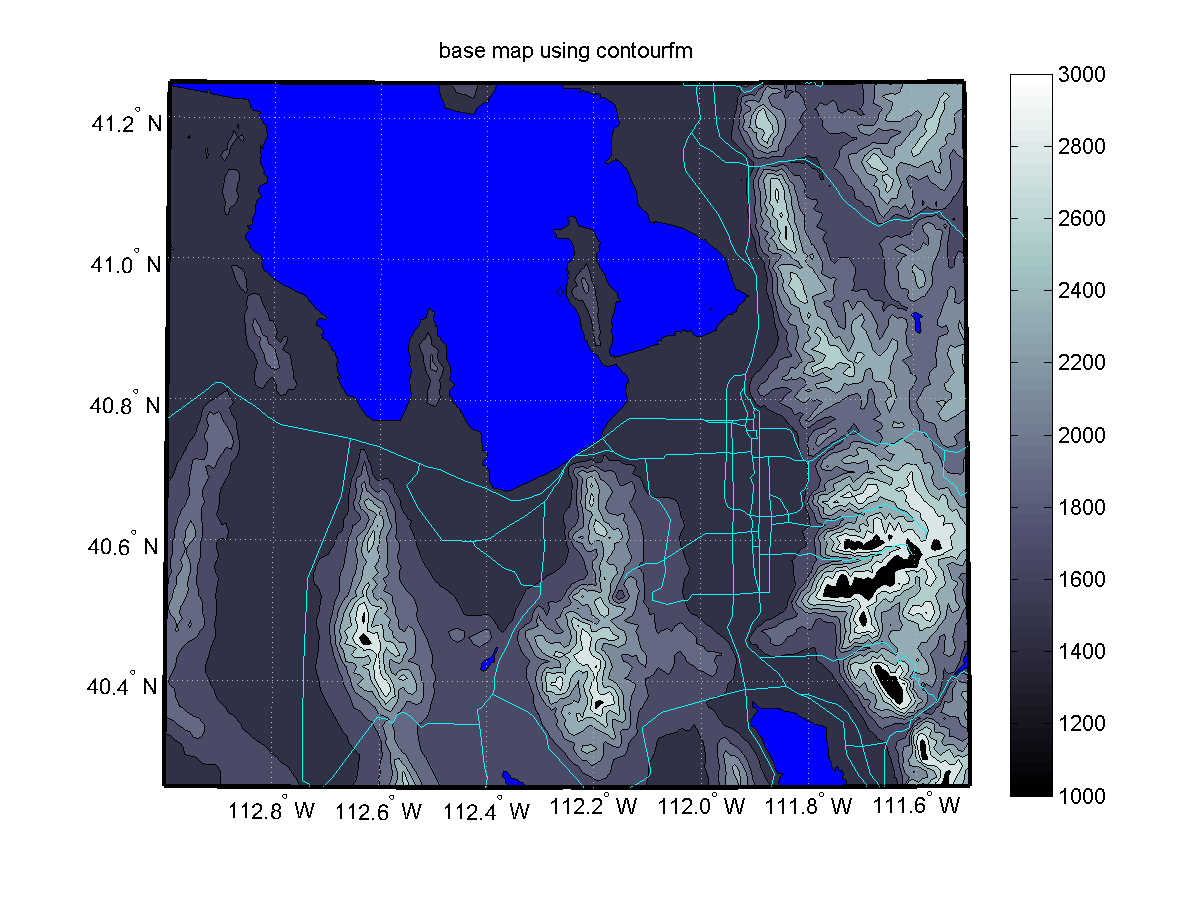 base map using contourfm
41.2° N
41.0° N
40.8° N
40.6° N
40.4° N
112.8° W
112.6° W
112.4° W
112.2° W
112.0° W
111.8° W
111.6° W
3000
2800
2600
2400
2200
2000
1800
1600
1400
1200
1000